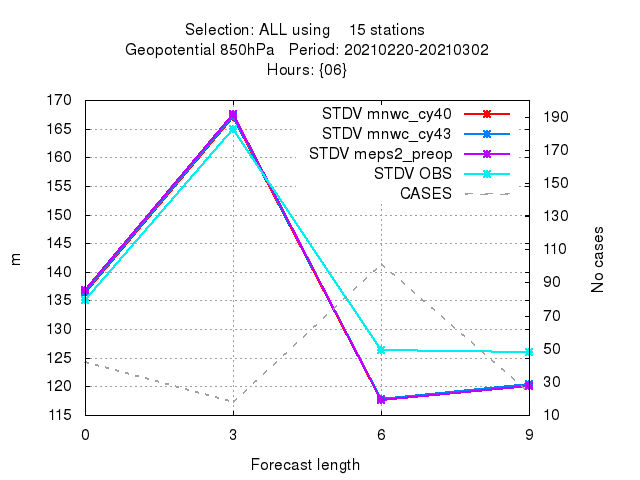 Selection: ALL using 15 stations
Geopotential 850hPa Period: 20210220-20210302
Hours: {06}
STDV mnwc_cy40
STDV mnwc_cy43
STDV meps2_preop
STDV OBS
CASES
170
165
160
155
150
145
140
135
130
125
120
115
m
190
170
150
130
110
90
70
50
30
10
No cases
0 3 6 9
Forecast length